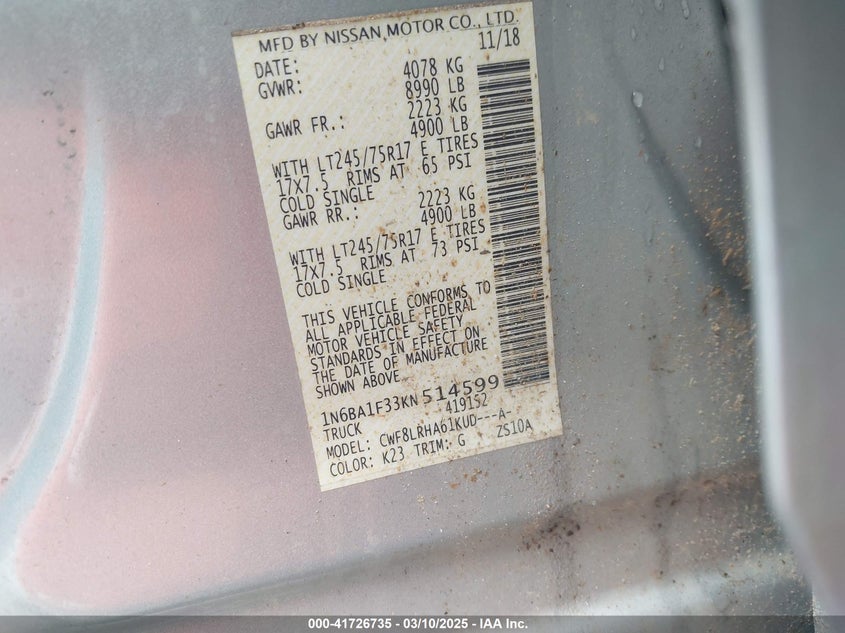 MFD BY NISSAN MOTOR CO., LTD.
DATE: 11/18
GVWR: 4078 KG
8990 LB
GAWR FR.: 2223 KG
4900 LB
WITH LT245/75R17 E TIRES
17X7.5 RIMS AT 65 PSI
COLD SINGLE
GAWR RR.: 2223 KG
4900 LB
WITH LT245/75R17 E TIRES
17X7.5 RIMS AT 73 PSI
COLD SINGLE
THIS VEHICLE CONFORMS TO
ALL APPLICABLE FEDERAL
MOTOR VEHICLE SAFETY
STANDARDS IN EFFECT ON
THE DATE OF MANUFACTURE
SHOWN ABOVE.
1N6BA1F33KN514599
TRUCK 419152
MODEL: CWF8LRHA61KUD---A-
COLOR: K23 TRIM: G ZS10A
000-41726735 - 03/10/2025 - IAA Inc.